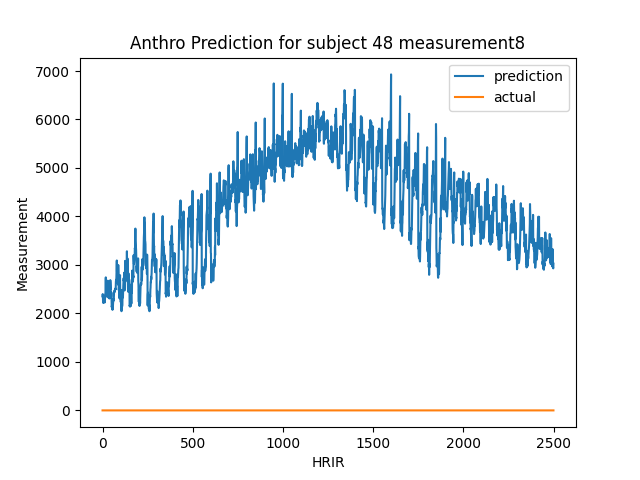 Anthro Prediction for subject 48 measurement8
prediction
actual
7000
6000
5000
4000
3000
2000
1000
0
Measurement
0
500
1000
1500
2000
2500
HRIR